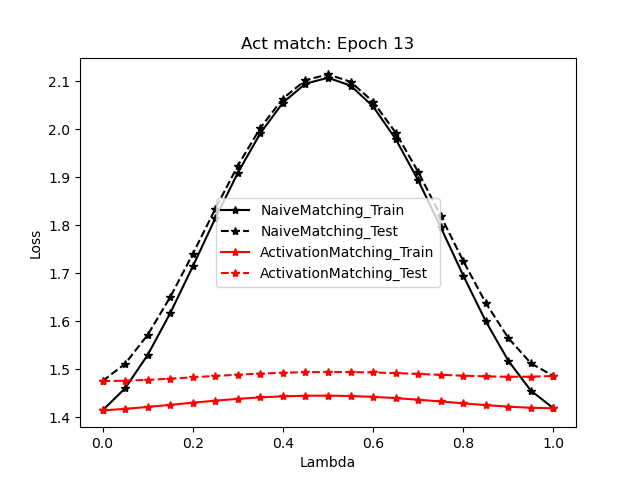 Act match: Epoch 13
2.1
2.0
1.9
1.8
1.7
1.6
1.5
1.4
Loss
NaiveMatching_Train
NaiveMatching_Test
ActivationMatching_Train
ActivationMatching_Test
0.0 0.2 0.4 0.6 0.8 1.0
Lambda